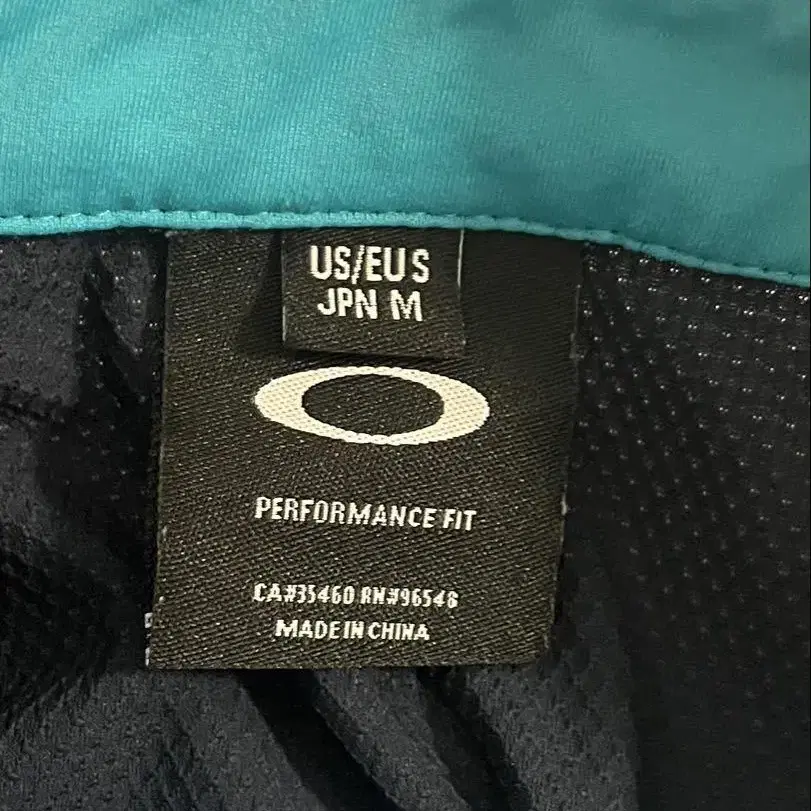 US/EU S
JPN M
PERFORMANCE FIT
CA#35460 RN#96548
MADE IN CHINA